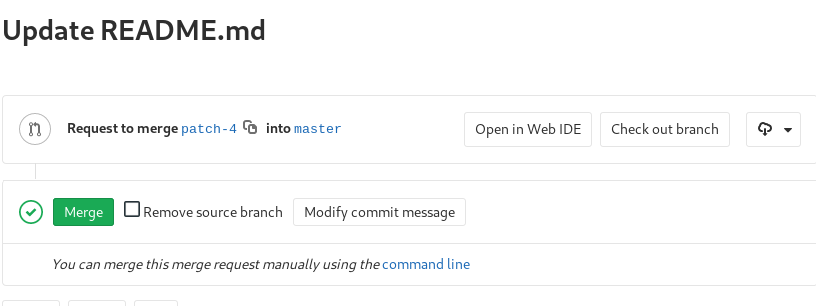 Update README.md
Request to merge patch-4 into master
Open in Web IDE
Check out branch
Merge
Remove source branch
Modify commit message
You can merge this merge request manually using the command line